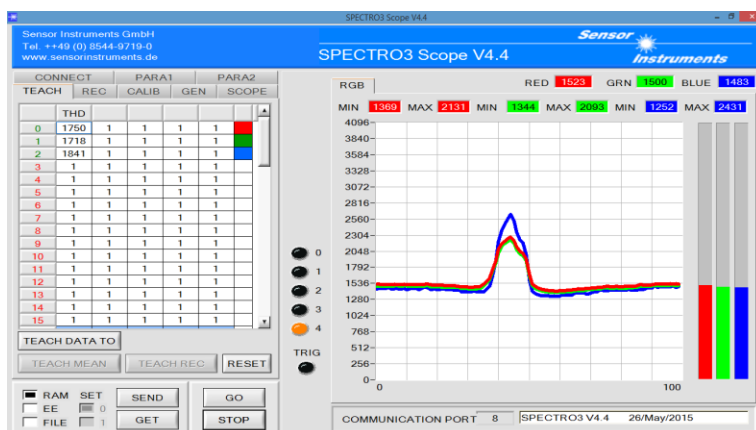 SPECTRO3 Scope V4.4
Sensor Instruments GmbH
Tel. ++49 (0) 8544-9719-0
www.sensorinstruments.de
SPECTRO3 Scope V4.4
Sensor
Instruments
CONNECT PARA1 PARA2
TEACH REC CALIB GEN SCOPE
THD
0 1750 1 1 1 1
1 1718 1 1 1 1
2 1841 1 1 1 1
3 1 1 1 1 1
4 1 1 1 1 1
5 1 1 1 1 1
6 1 1 1 1 1
7 1 1 1 1 1
8 1 1 1 1 1
9 1 1 1 1 1
10 1 1 1 1 1
11 1 1 1 1 1
12 1 1 1 1 1
13 1 1 1 1 1
14 1 1 1 1 1
15 1 1 1 1 1
TEACH DATA TO
TEACH MEAN TEACH REC RESET
RAM SET
EE 0
FILE 1
SEND GO
GET STOP
0
1
2
3
4
TRIG
RGB RED 1523 GRN 1500 BLUE 1483
MIN 1369 MAX 2131 MIN 1344 MAX 2093 MIN 1252 MAX 2431
4096
3840
3584
3328
3072
2816
2560
2304
2048
1792
1536
1280
1024
768
512
256
0
0 100
COMMUNICATION PORT 8 SPECTRO3 V4.4 26/May/2015